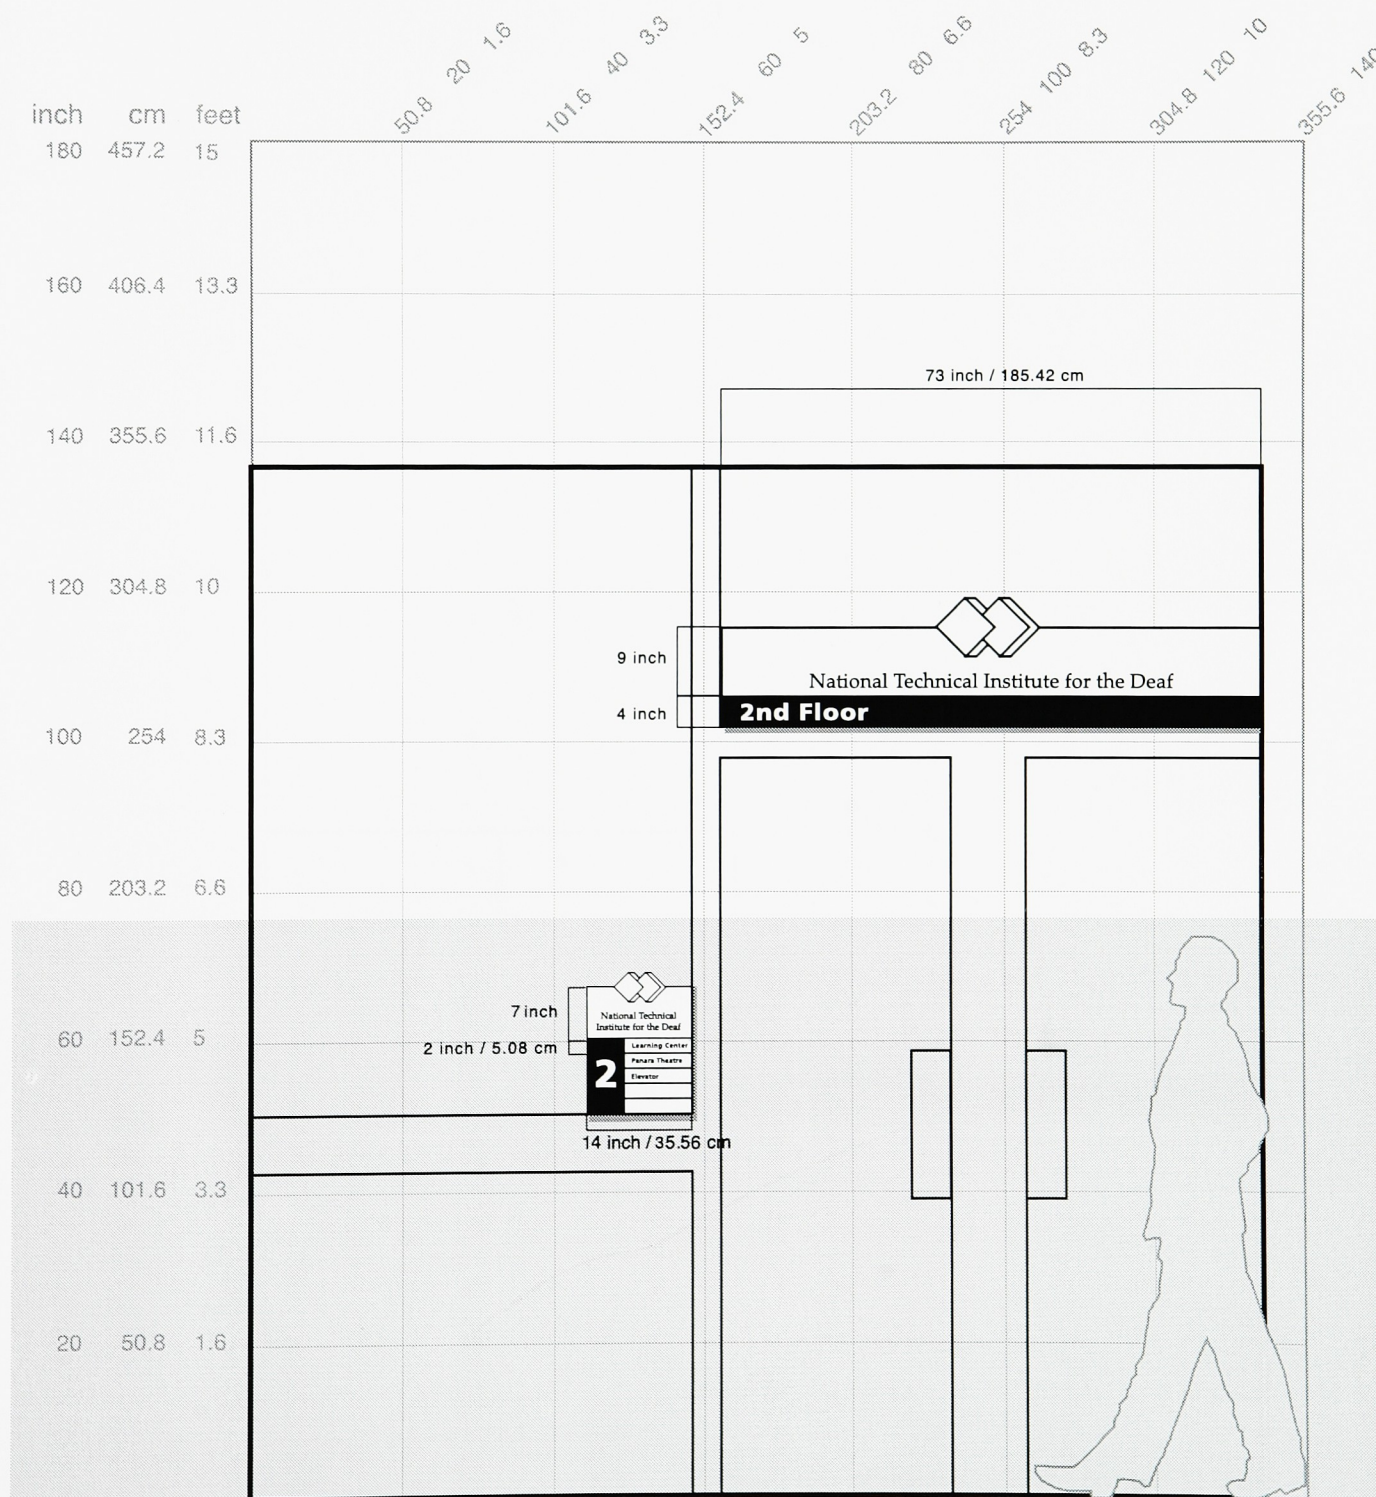 20 1.6
40 3.3
60 5
80 6.6
100 8.3
120 10
140
50.8
101.6
152.4
203.2
254
304.8
355.6
inch cm feet
180 457.2 15
160 406.4 13.3
73 inch / 185.42 cm
140 355.6 11.6
120 304.8 10
9 inch
National Technical Institute for the Deaf
4 inch
2nd Floor
100 254 8.3
80 203.2 6.6
7 inch
National Technical
Institute for the Deaf
60 152.4 5
2 inch / 5.08 cm
2
Learning Center
Panara Theatre
Elevator
14 inch / 35.56 cm
40 101.6 3.3
20 50.8 1.6